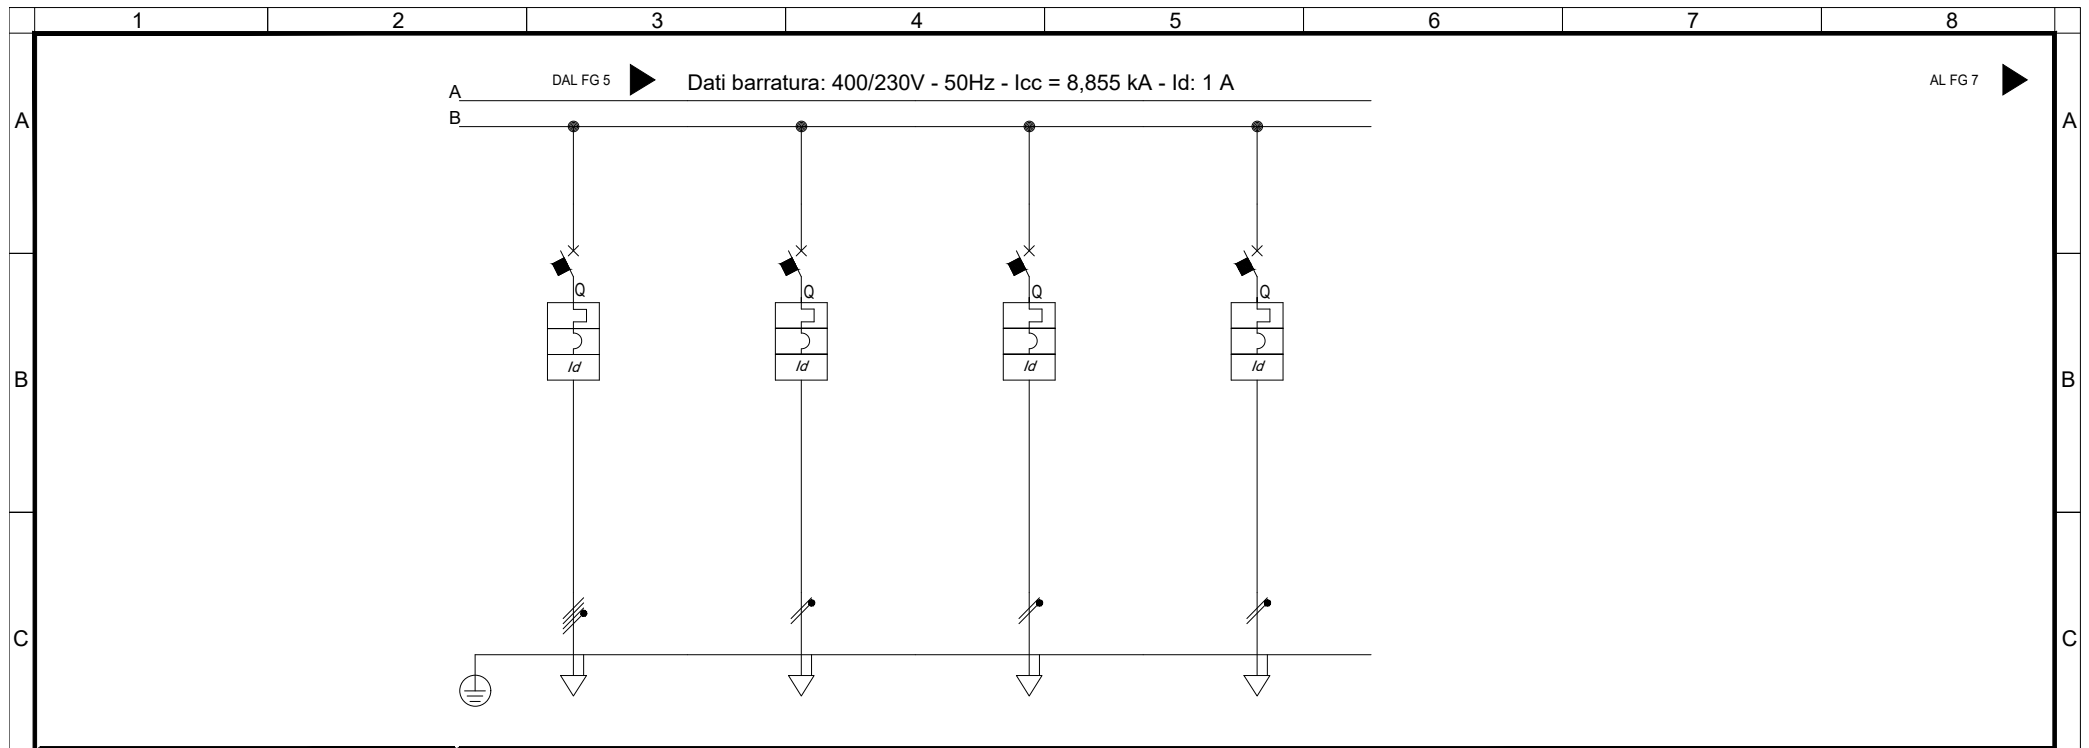 1 2 3 4 5 6 7 8
DAL FG 5 Dati barratura: 400/230V - 50Hz - Icc = 8,855 kA - Id: 1 A AL FG 7
A
B
A A
Q Q Q Q
Id Id Id Id
B B
C C